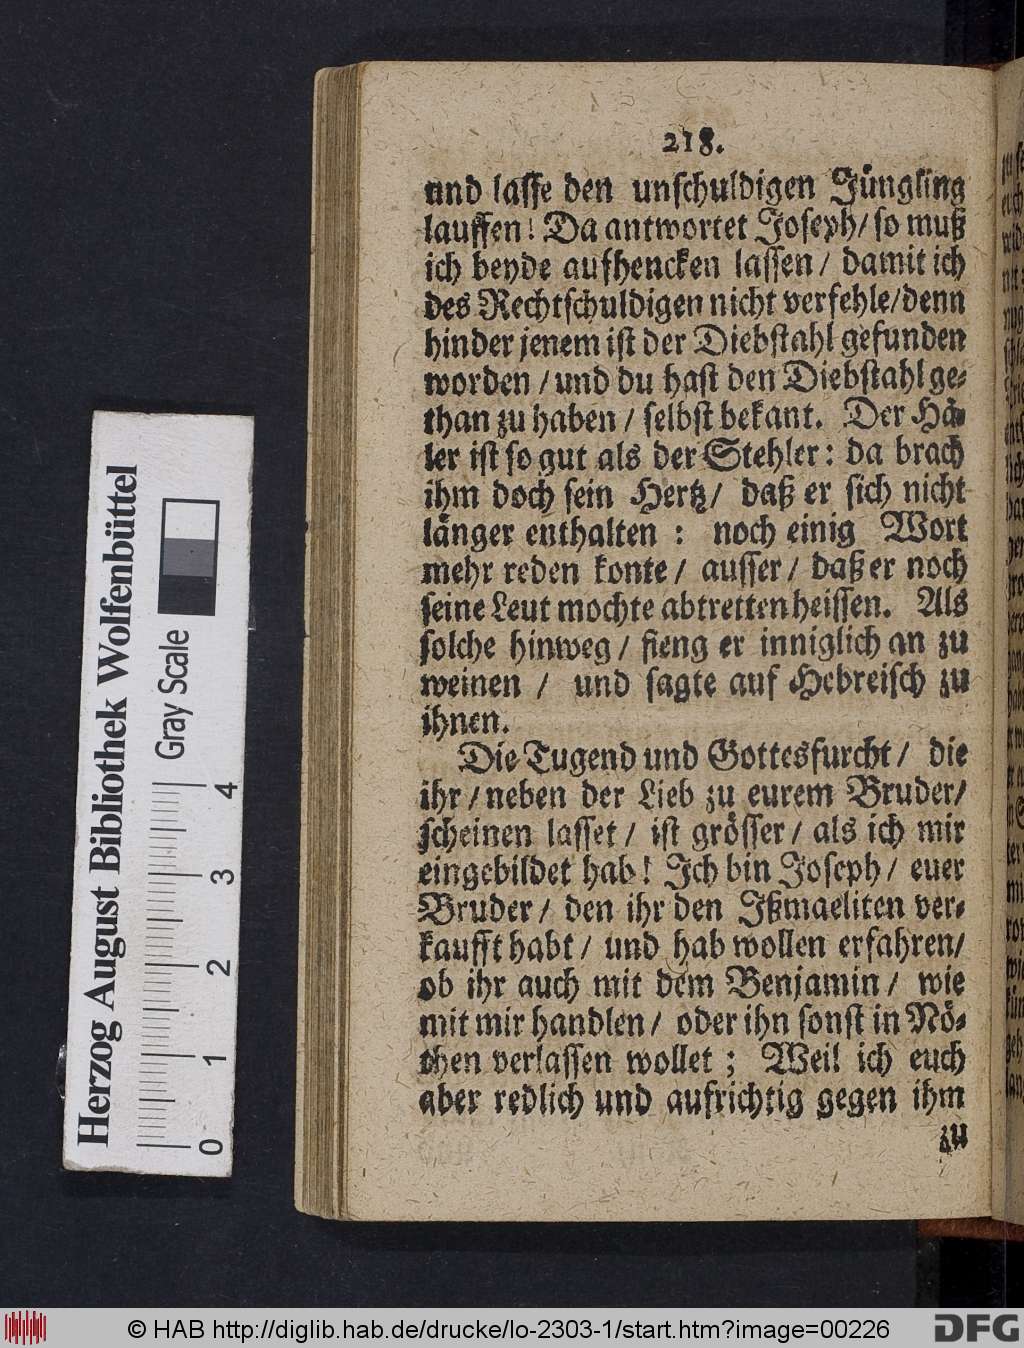 218.
und lasse den unschuldigen Jüngling
lauffen! Da antwortet Joseph/ so muß
ich beyde aufhencken lassen/ damit ich
des Rechtschuldigen nicht verfehle/denn
hinder jenem ist der Diebstahl gefunden
worden/und du hast den Diebstahl ge-
than zu haben/ selbst bekant. Der Hä-
ler ist so gut als der Stehler: da brach
ihm doch sein Hertz/ daß er sich nicht
länger enthalten: noch einig Wort
mehr reden konte/ ausser/ daß er noch
seine Leut mochte abtretten heissen. Als
solche hinweg/ fieng er inniglich an zu
weinen/ und sagte auf Hebreisch zu
ihnen.
Die Tugend und Gottesfurcht/ die
ihr/neben der Lieb zu eurem Bruder/
scheinen lasset/ ist grösser/ als ich mir
eingebildet hab! Ich bin Joseph/ euer
Bruder/ den ihr den Ißmaeliten ver-
kaufft habt/ und hab wollen erfahren/
ob ihr auch mit dem Benjamin/ wie
mit mir handlen/ oder ihn sonst in Nö-
then verlassen wollet; Weil ich euch
aber redlich und aufrichtig gegen ihm
zu
Herzog August Bibliothek Wolfenbüttel
Gray Scale
0 1 2 3 4
© HAB http://diglib.hab.de/drucke/lo-2303-1/start.htm?image=00226
DFG